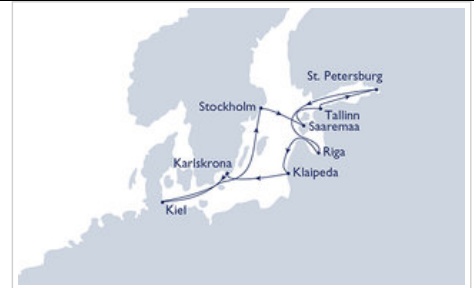 St. Petersburg
Stockholm
Tallinn
Saaremaa
Riga
Karlskrona
Klaipeda
Kiel